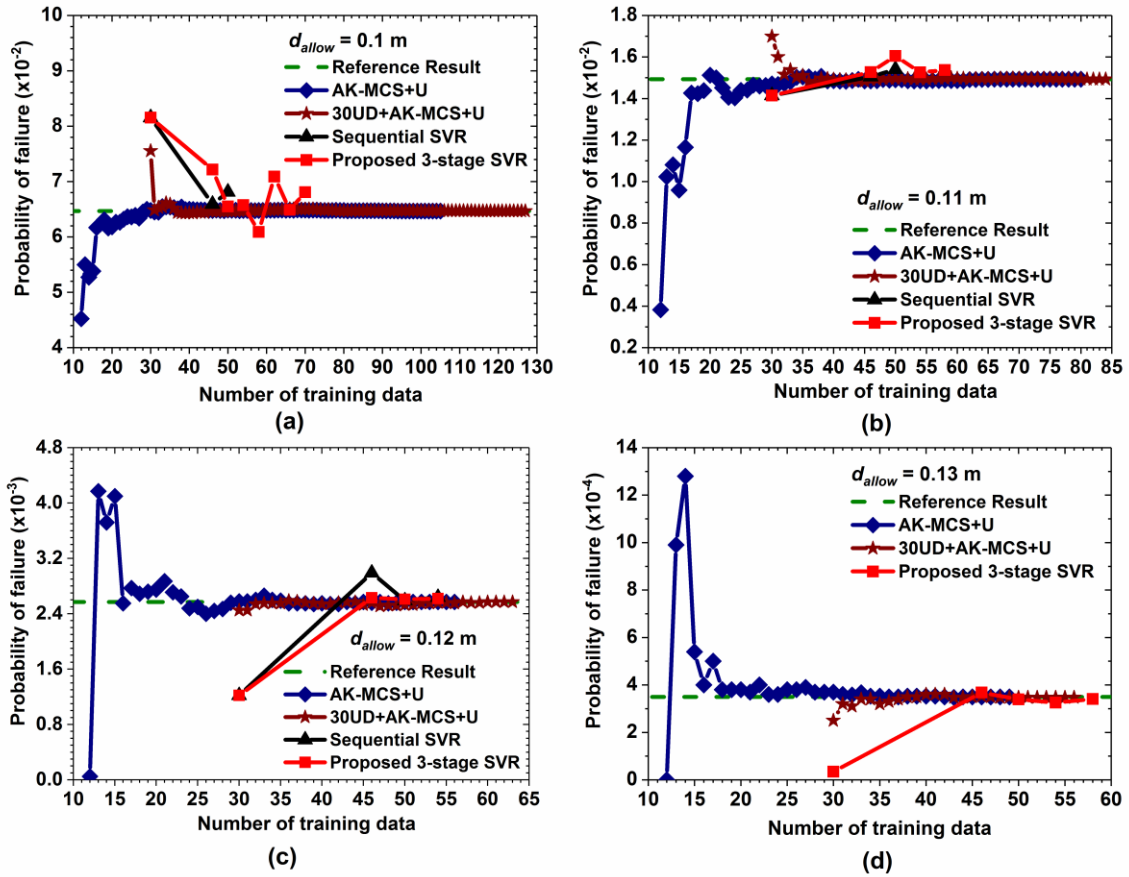 d_allow = 0.1 m
Reference Result
AK-MCS+U
30UD+AK-MCS+U
Sequential SVR
Proposed 3-stage SVR
Probability of failure (x10⁻²)
10
9
8
7
6
5
4
10 20 30 40 50 60 70 80 90 100 110 120 130
Number of training data
(a)
d_allow = 0.11 m
Reference Result
AK-MCS+U
30UD+AK-MCS+U
Sequential SVR
Proposed 3-stage SVR
Probability of failure (x10⁻²)
1.8
1.6
1.4
1.2
1.0
0.8
0.6
0.4
0.2
10 15 20 25 30 35 40 45 50 55 60 65 70 75 80 85
Number of training data
(b)
d_allow = 0.12 m
Reference Result
AK-MCS+U
30UD+AK-MCS+U
Sequential SVR
Proposed 3-stage SVR
Probability of failure (x10⁻³)
4.8
4.0
3.2
2.4
1.6
0.8
0.0
10 15 20 25 30 35 40 45 50 55 60 65
Number of training data
(c)
d_allow = 0.13 m
Reference Result
AK-MCS+U
30UD+AK-MCS+U
Proposed 3-stage SVR
Probability of failure (x10⁻⁴)
14
12
10
8
6
4
2
0
10 15 20 25 30 35 40 45 50 55 60
Number of training data
(d)